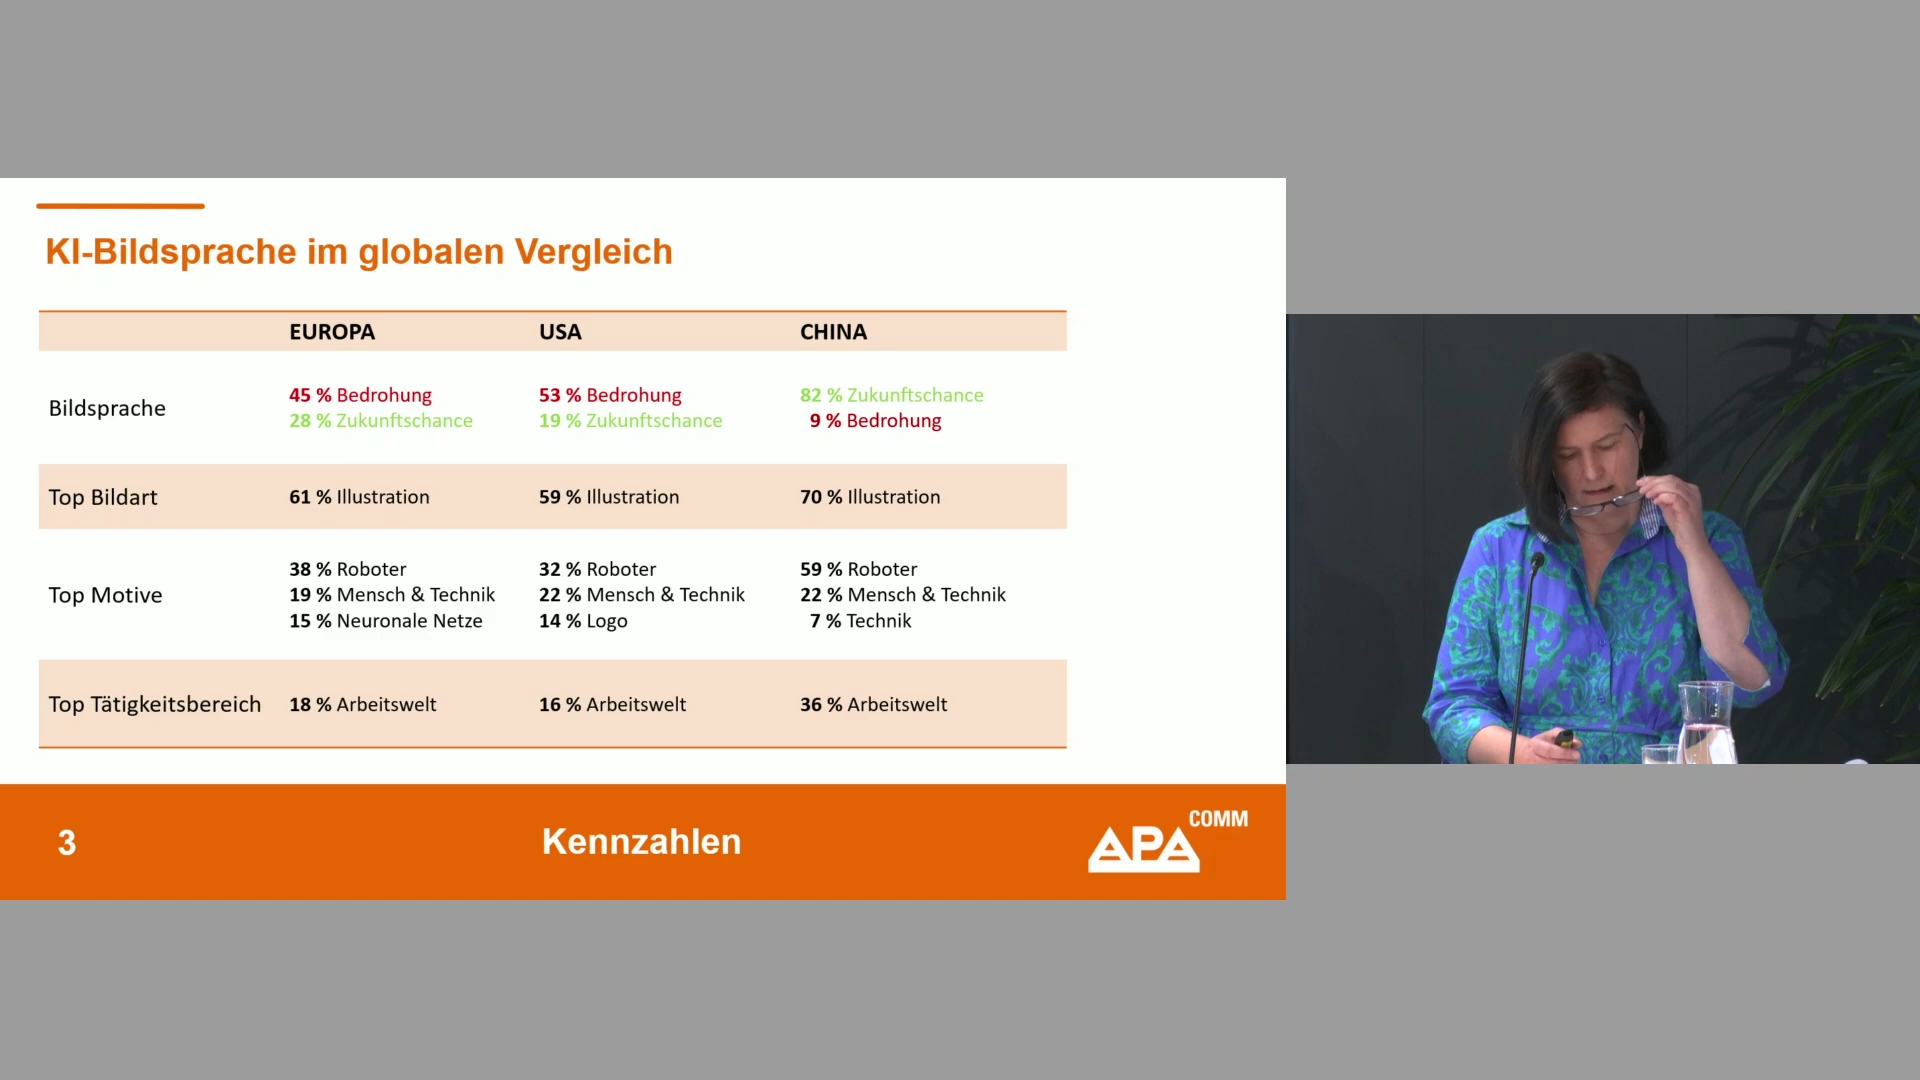 KI-Bildsprache im globalen Vergleich
EUROPA USA CHINA
Bildsprache
45 % Bedrohung
28 % Zukunftschance
53 % Bedrohung
19 % Zukunftschance
82 % Zukunftschance
9 % Bedrohung
Top Bildart 61 % Illustration 59 % Illustration 70 % Illustration
Top Motive
38 % Roboter
19 % Mensch & Technik
15 % Neuronale Netze
32 % Roboter
22 % Mensch & Technik
14 % Logo
59 % Roboter
22 % Mensch & Technik
7 % Technik
Top Tätigkeitsbereich 18 % Arbeitswelt 16 % Arbeitswelt 36 % Arbeitswelt
3 Kennzahlen APA COMM